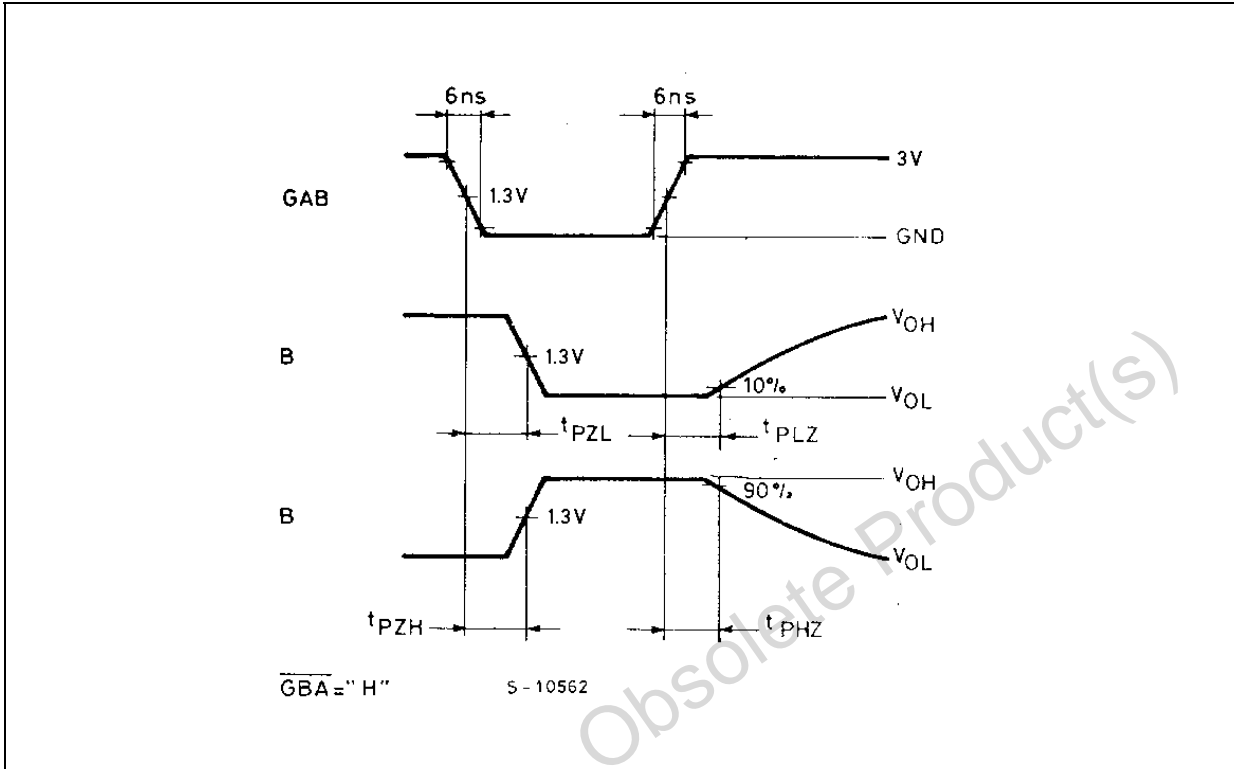 6ns 6ns
3V
GAB 1.3V
GND
VOH
B 1.3V
10%
VOL
tPZL tPLZ
VOH
90%
B 1.3V
VOL
tPZH tPHZ
GBA="H" S-10562
Obsolete Product(s)